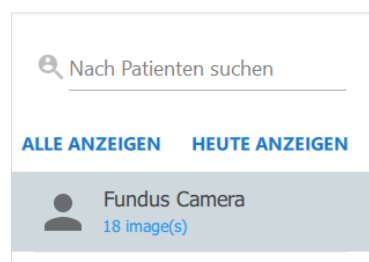 Nach Patienten suchen
ALLE ANZEIGEN HEUTE ANZEIGEN
Fundus Camera
18 image(s)